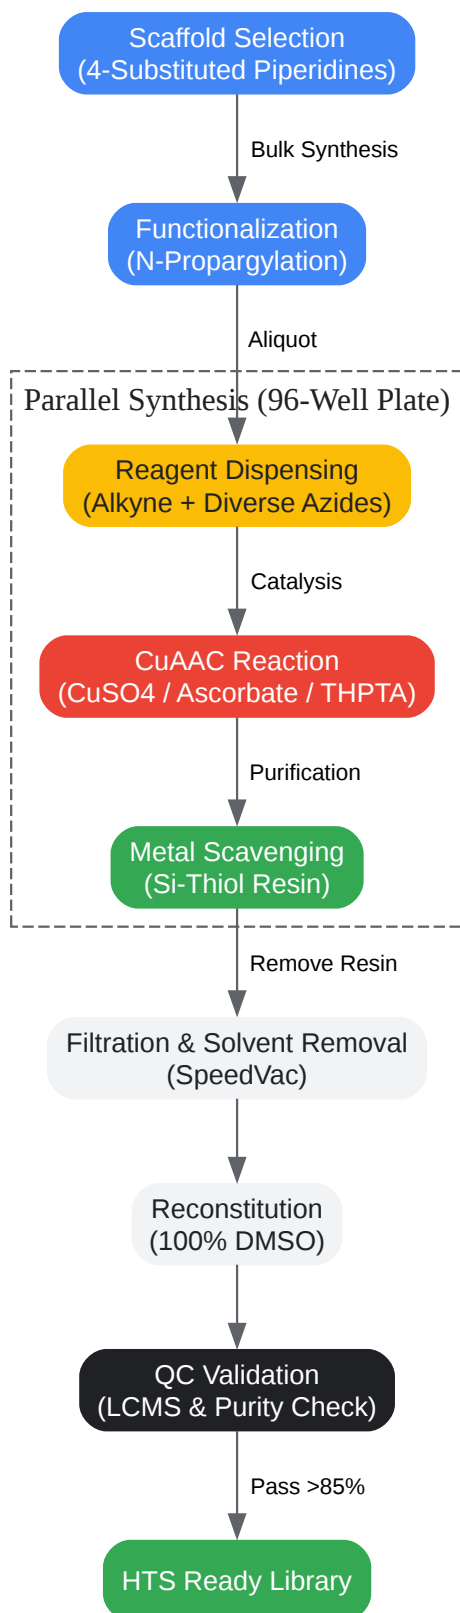 Scaffold Selection
(4-Substituted Piperidines)
Bulk Synthesis
Functionalization
(N-Propargylation)
Aliquot
Parallel Synthesis (96-Well Plate)
Reagent Dispensing
(Alkyne + Diverse Azides)
Catalysis
CuAAC Reaction
(CuSO4 / Ascorbate / THPTA)
Purification
Metal Scavenging
(Si-Thiol Resin)
Remove Resin
Filtration & Solvent Removal
(SpeedVac)
Reconstitution
(100% DMSO)
QC Validation
(LCMS & Purity Check)
Pass >85%
HTS Ready Library